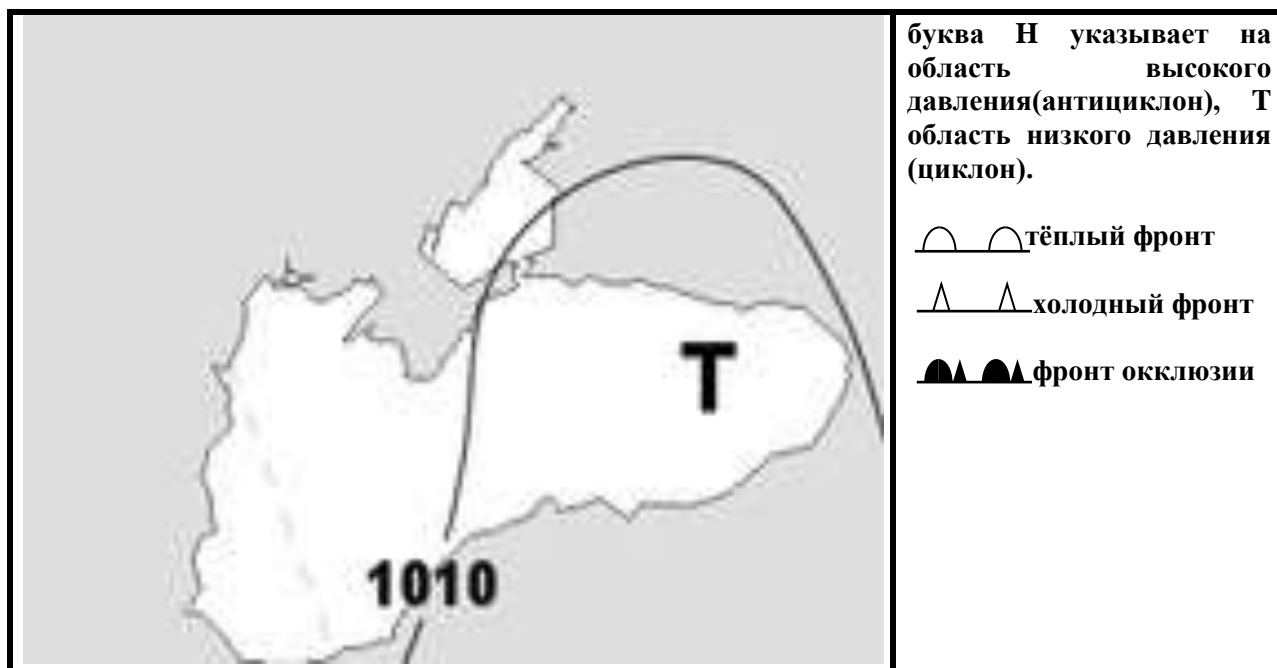 T
1010
буква Н указывает на
область высокого
давления(антициклон), Т
область низкого давления
(циклон).
тёплый фронт
холодный фронт
фронт окклюзии